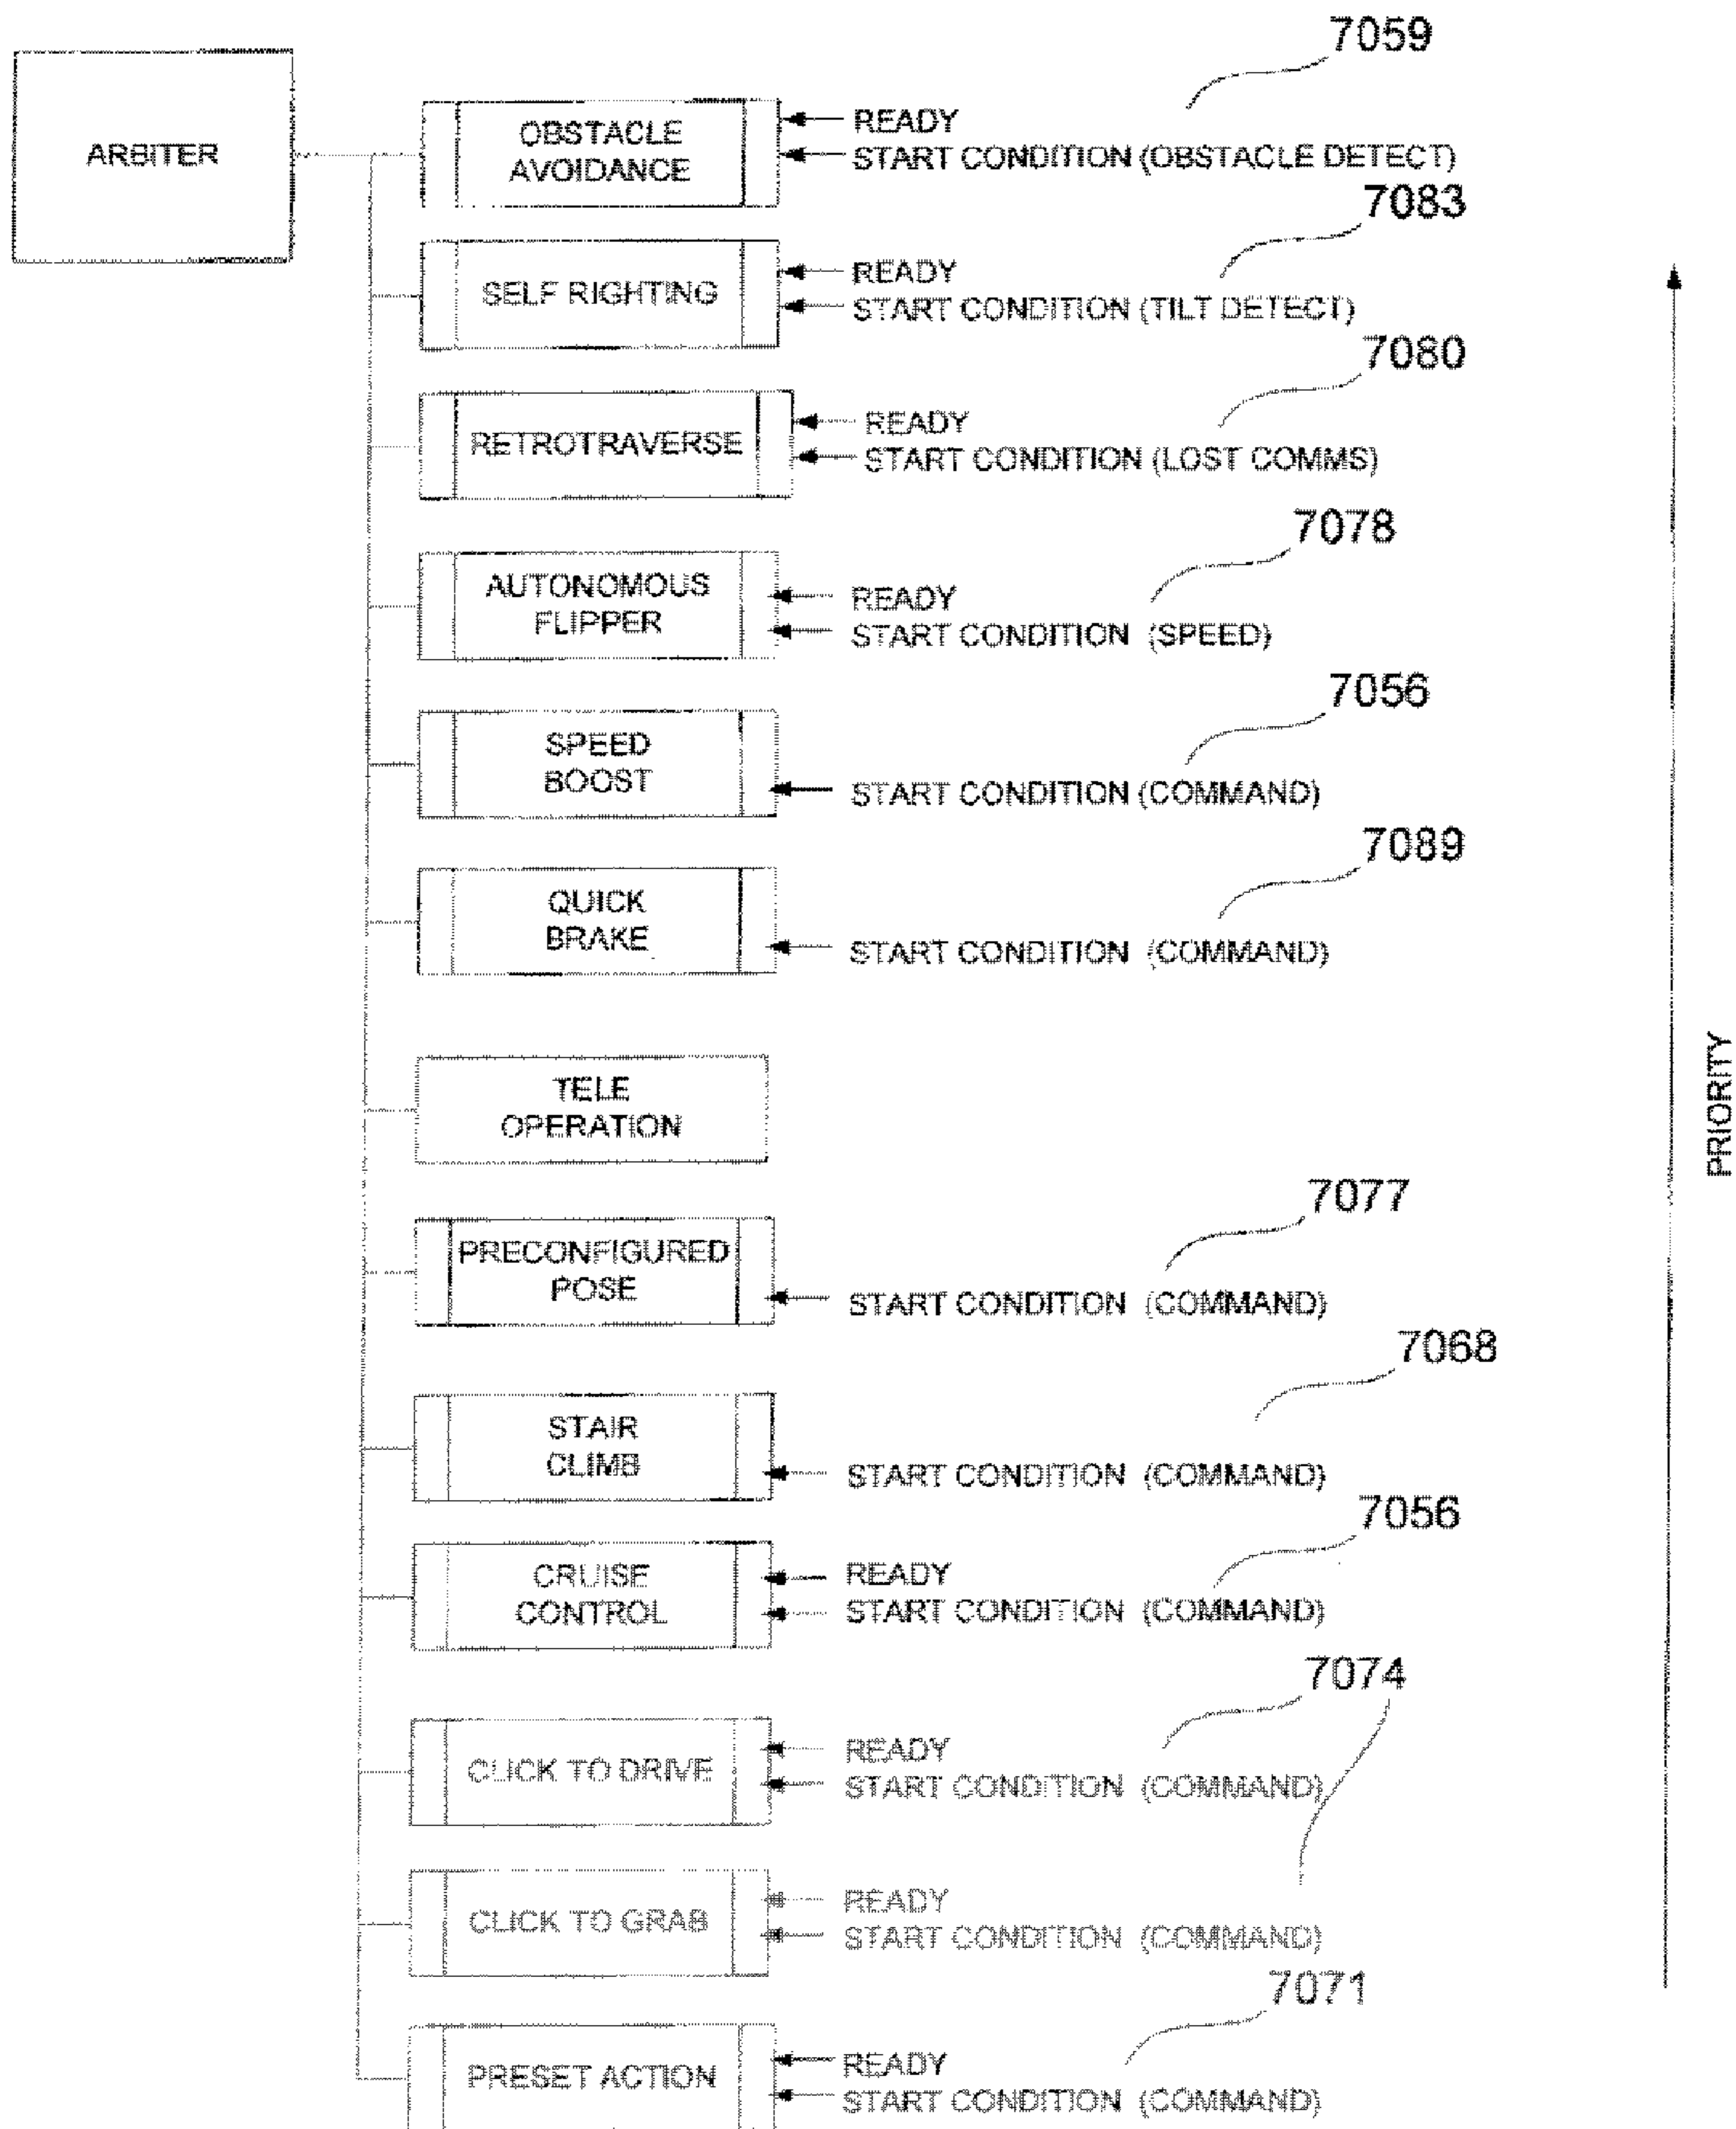 7059
ARBITER
OBSTACLE
AVOIDANCE
READY
START CONDITION (OBSTACLE DETECT)
7083
SELF RIGHTING
READY
START CONDITION (TILT DETECT)
7080
RETROTRAVERSE
READY
START CONDITION (LOST COMMS)
7078
AUTONOMOUS
FLIPPER
READY
START CONDITION (SPEED)
7056
SPEED
BOOST
START CONDITION (COMMAND)
7089
QUICK
BRAKE
START CONDITION (COMMAND)
PRIORITY
TELE
OPERATION
7077
PRECONFIGURED
POSE
START CONDITION (COMMAND)
7068
STAIR
CLIMB
START CONDITION (COMMAND)
7056
CRUISE
CONTROL
READY
START CONDITION (COMMAND)
7074
CLICK TO DRIVE
READY
START CONDITION (COMMAND)
CLICK TO GRAB
READY
START CONDITION (COMMAND)
7071
PRESET ACTION
READY
START CONDITION (COMMAND)